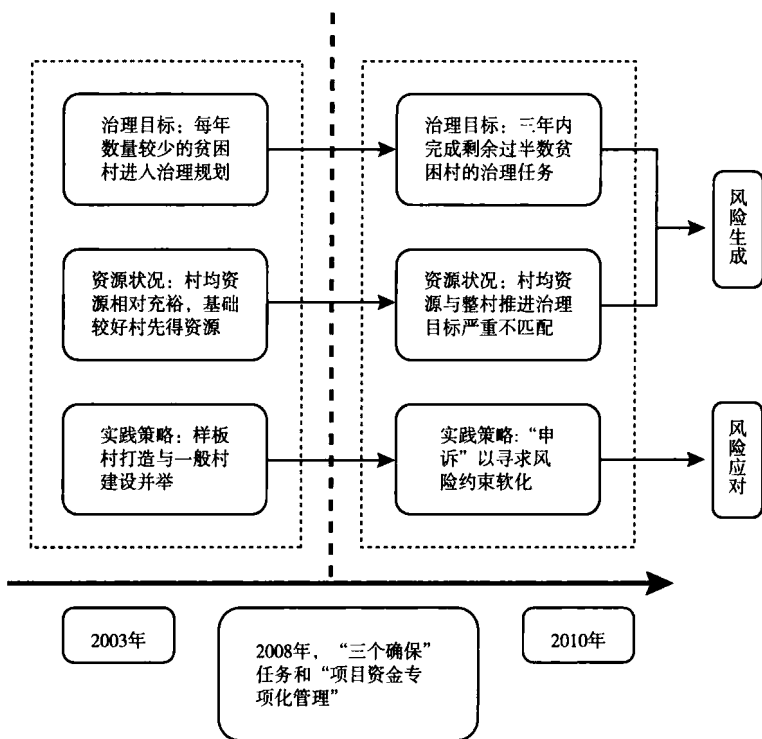 治理目标：每年
数量较少的贫困
村进入治理规划
治理目标：三年内
完成剩余过半数贫
困村的治理任务
风险生成
资源状况：村均资
源相对充裕，基础
较好村先得资源
资源状况：村均资
源与整村推进治理
目标严重不匹配
实践策略：样板
村打造与一般村
建设并举
实践策略：“申
诉”以寻求风
险约束软化
风险应对
2003年
2008年，“三个确保”
任务和“项目资金专
项化管理”
2010年